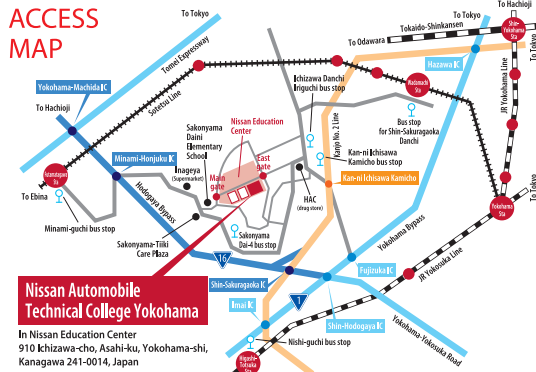 ACCESS
MAP
To Tokyo
To Tokyo
To Hachioji
Tokaido-Shinkansen
Shin-
Yokohama
Sta
To Odawara
Tomei Expressway
Hazawa IC
Sotetsu Line
Yokohama-Machida IC
To Hachioji
Ichizawa Danchi
Iriguchi bus stop
Wadamachi
Sta
JR Yokohama Line
Nissan Education
Center
Sakonyama
Daini
Elementary
School
Bus stop
for Shin-Sakuragaoka
Danchi
Kanjo No. 2 Line
Minami-Honjuku IC
East
gate
Kan-ni Ichisawa
Kamicho bus stop
Inageya
(Supermarket)
Main
gate
Kan-ni Ichisawa Kamicho
To Tokyo
To Ebina
Hodogaya Bypass
HAC
(drug store)
Yokohama
Sta
To Tokyo
Minami-guchi bus stop
Sakonyama
Dai-4 bus stop
Sakonyama-Tiiki
Care Plaza
Yokohama Bypass
JR Yokosuka Line
16
Fujizuka IC
Shin-Sakuragaoka IC
Nissan Automobile
Technical College Yokohama
1
Imai IC
Shin-Hodogaya IC
In Nissan Education Center
910 Ichizawa-cho, Asahi-ku, Yokohama-shi,
Kanagawa 241-0014, Japan
Nishi-guchi bus stop
Yokohama-Yokosuka Road
Higashi-
Totsuka
Sta